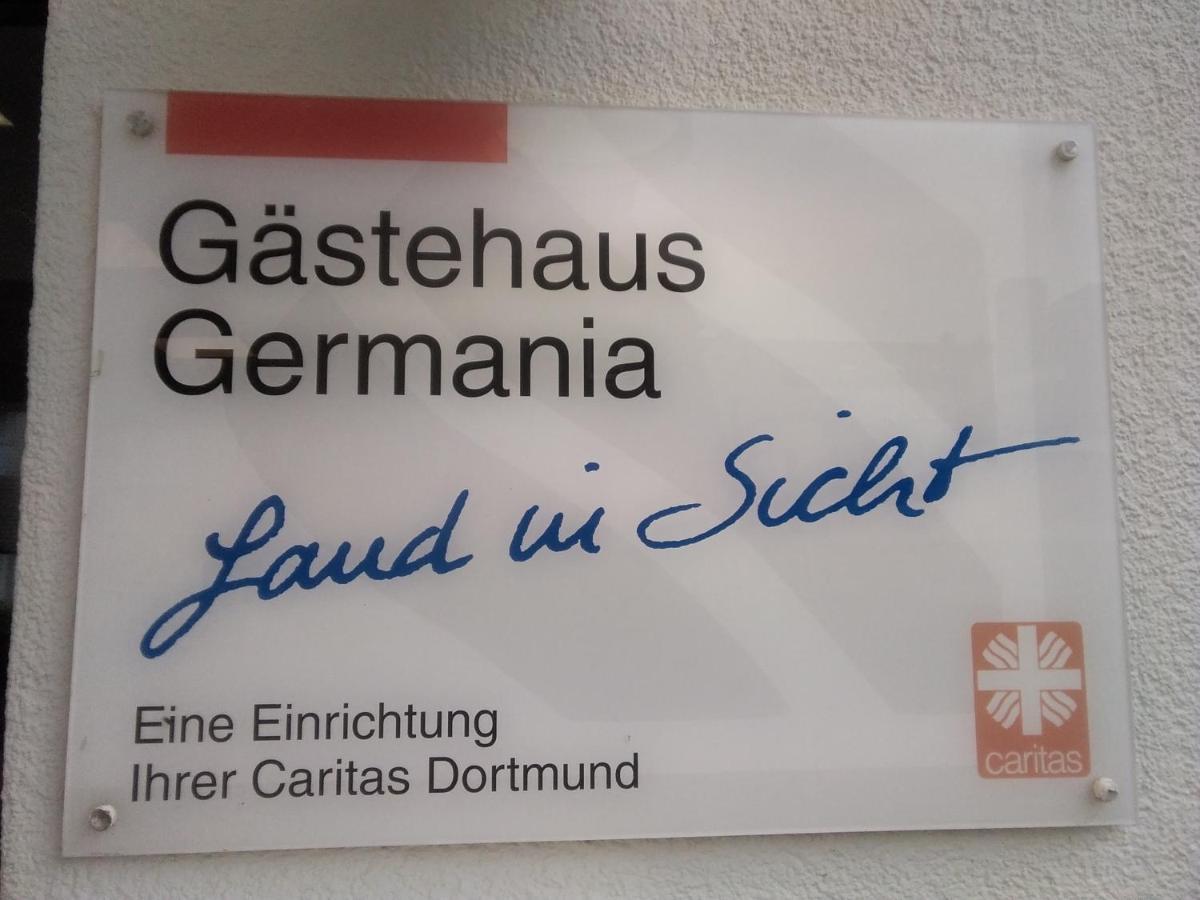 Gästehaus
Germania
Land in Sicht
Eine Einrichtung
Ihrer Caritas Dortmund
caritas